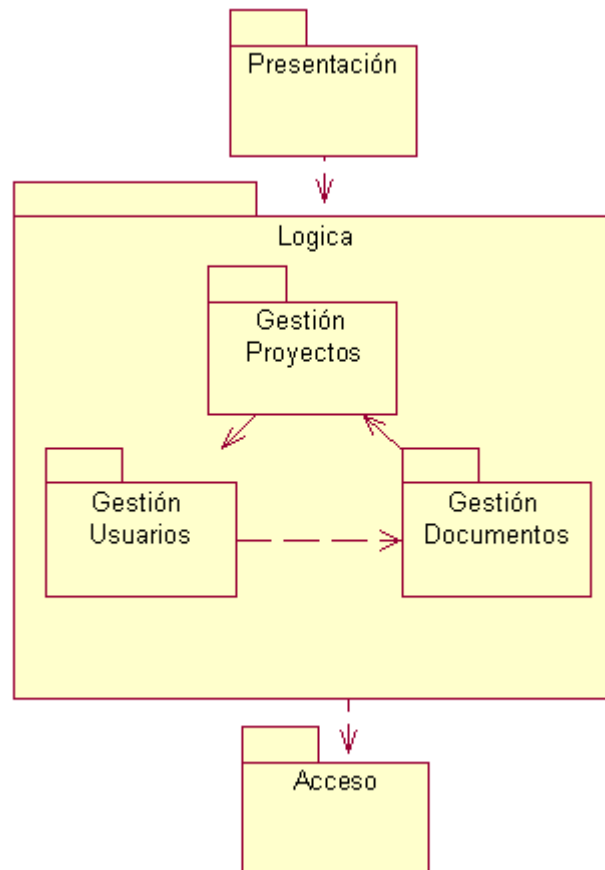 Presentación
Logica
Gestión
Proyectos
Gestión
Usuarios
Gestión
Documentos
Acceso